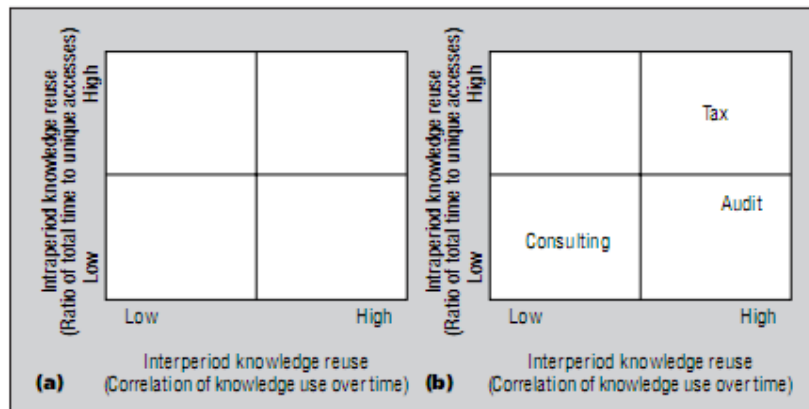 Intraperiod knowledge reuse
(Ratio of total time to unique accesses)
High
Low
Low
High
Interperiod knowledge reuse
(Correlation of knowledge use over time)
(a)
Intraperiod knowledge reuse
(Ratio of total time to unique accesses)
High
Low
Tax
Audit
Consulting
Low
High
Interperiod knowledge reuse
(Correlation of knowledge use over time)
(b)